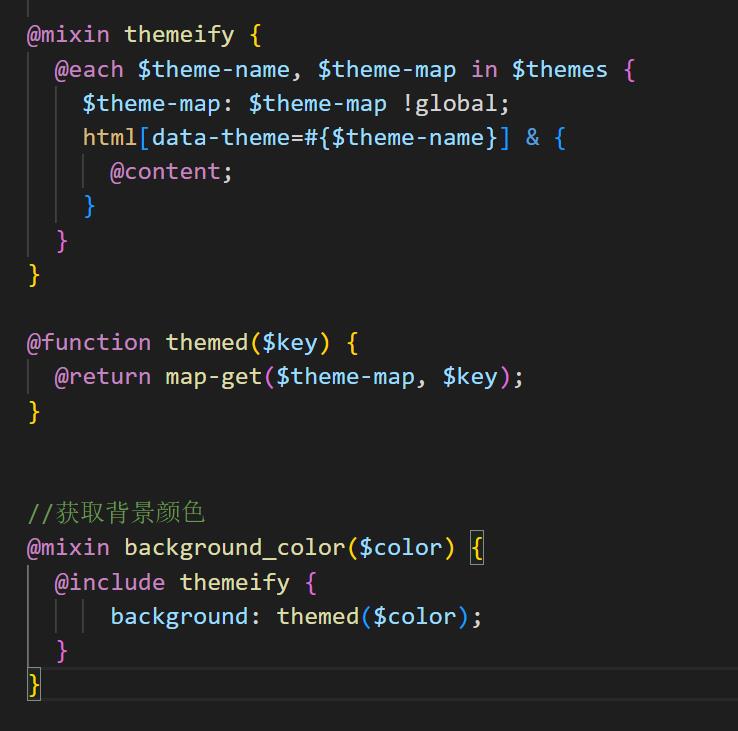 @mixin themeify {
@each $theme-name, $theme-map in $themes {
$theme-map: $theme-map !global;
html[data-theme=#{$theme-name}] & {
@content;
}
}
}
@function themed($key) {
@return map-get($theme-map, $key);
}
//获取背景颜色
@mixin background_color($color) {
@include themeify {
background: themed($color);
}
}